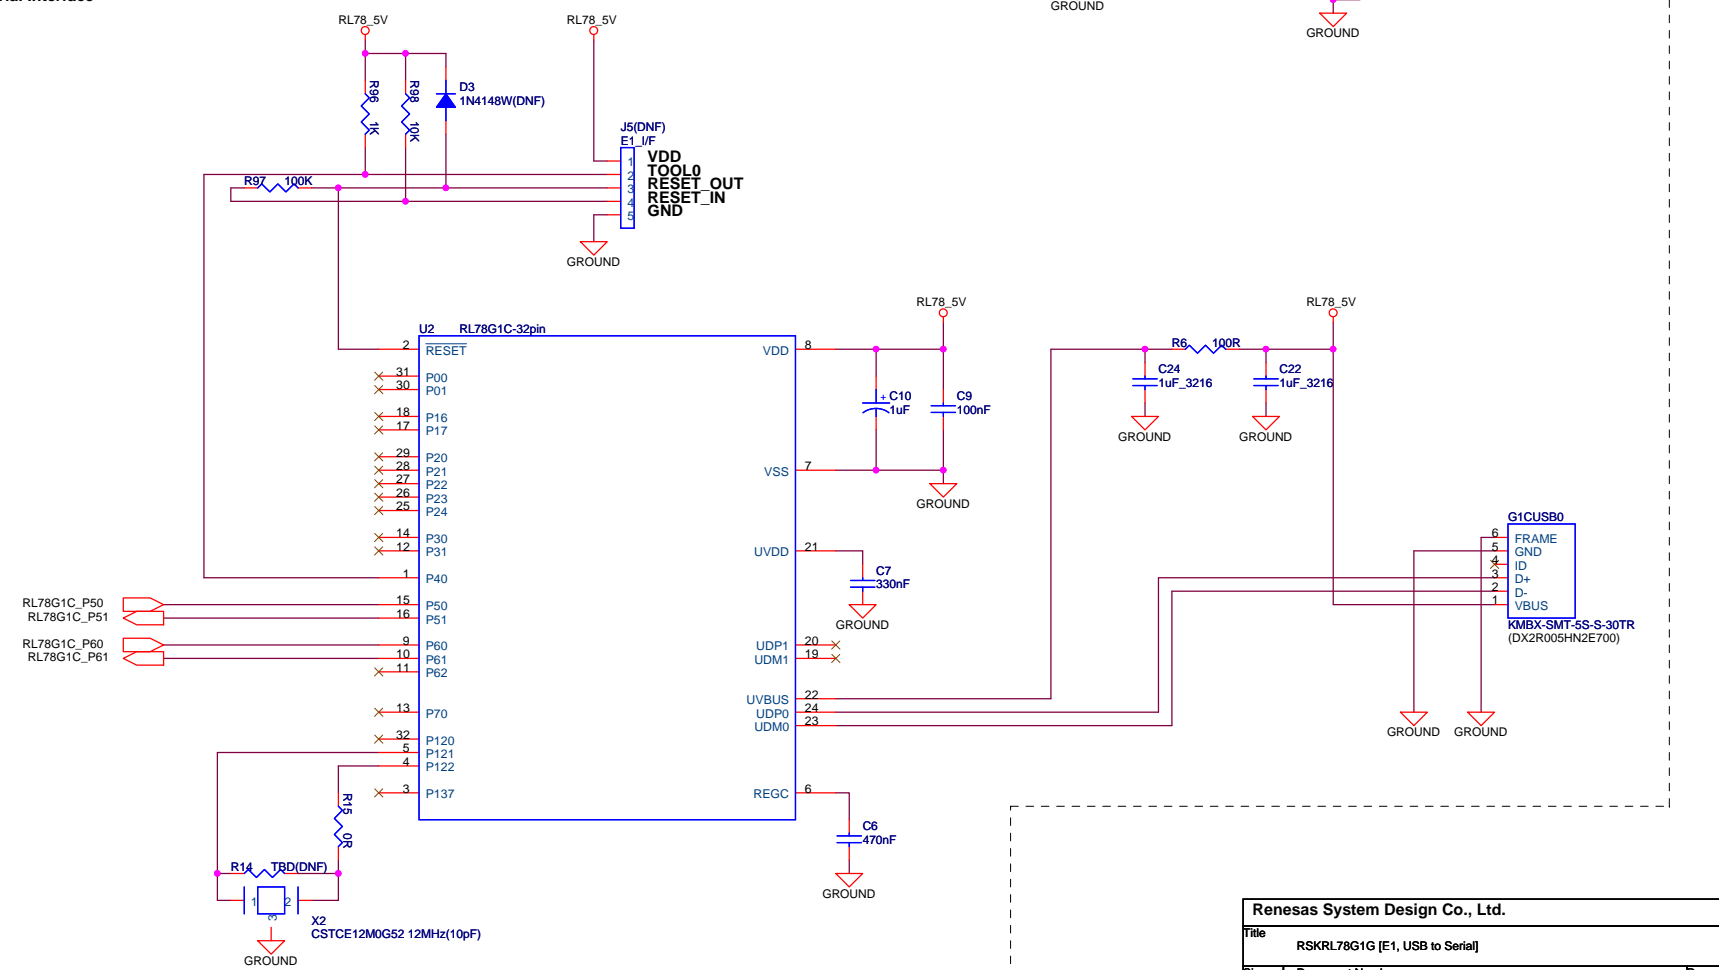 RL78_5V
RL78_5V
GROUND
GROUND
R96
1K
R98
10K
D3
1N4148W(DNF)
J5(DNF)
E1_I/F
1 VDD
2 TOOL0
3 RESET_OUT
4 RESET_IN
5 GND
R97 100K
GROUND
RL78_5V
RL78_5V
U2 RL78G1C-32pin
2 RESET
31 P00
30 P01
18 P16
17 P17
29 P20
28 P21
27 P22
26 P23
25 P24
14 P30
12 P31
1 P40
15 P50
16 P51
9 P60
10 P61
11 P62
13 P70
32 P120
5 P121
4 P122
3 P137
VDD 8
VSS 7
UVDD 21
UDP1 20
UDM1 19
UVBUS 22
UDP0 24
UDM0 23
REGC 6
RL78G1C_P50
RL78G1C_P51
RL78G1C_P60
RL78G1C_P61
+ C10
1uF
C9
100nF
GROUND
C7
330nF
GROUND
C6
470nF
GROUND
R6 100R
C24
1uF_3216
GROUND
C22
1uF_3216
GROUND
G1CUSB0
6 FRAME
5 GND
4 ID
3 D+
2 D-
1 VBUS
KMBX-SMT-5S-S-30TR
(DX2R005HN2E700)
GROUND
GROUND
R15
0R
R14 TBD(DNF)
1 2
3
X2
CSTCE12M0G52 12MHz(10pF)
GROUND
Renesas System Design Co., Ltd.
Title
RSKRL78G1G [E1, USB to Serial]